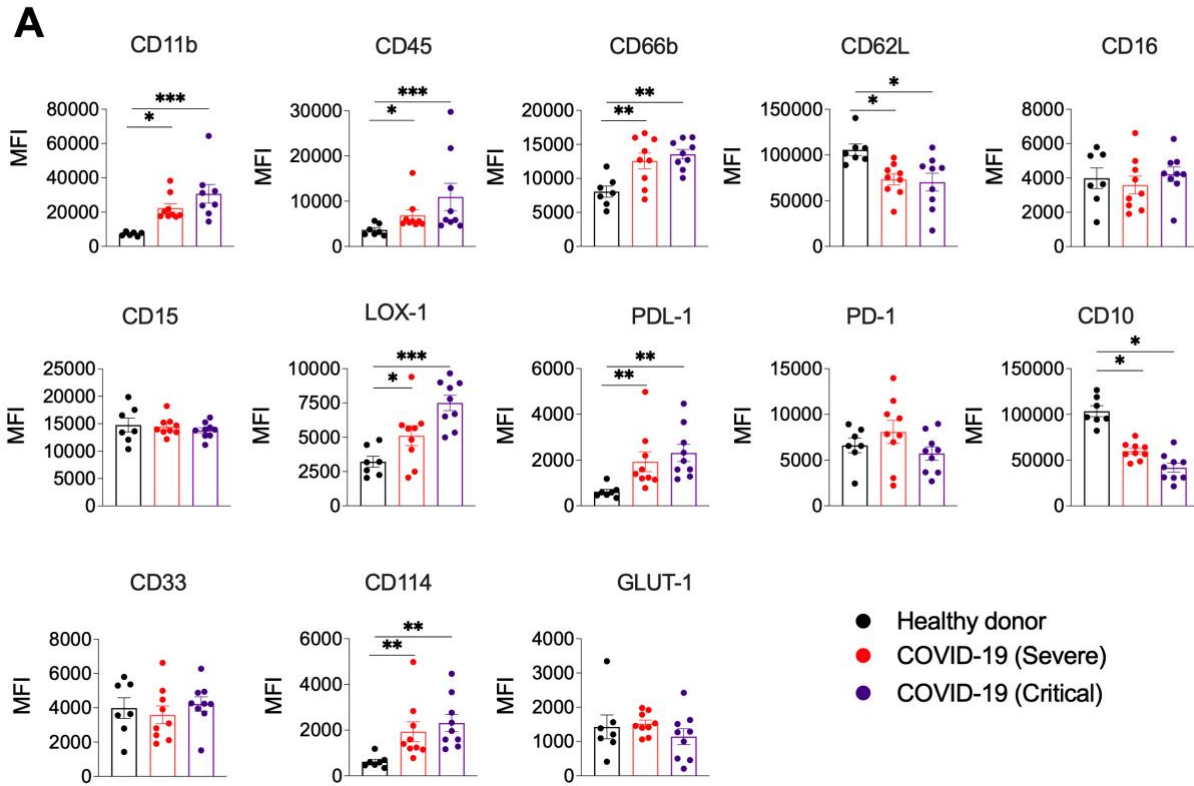 A
CD11b
CD45
CD66b
CD62L
CD16
MFI
80000
60000
40000
20000
0
* ***
MFI
30000
20000
10000
0
* ***
MFI
20000
15000
10000
5000
0
** **
MFI
150000
100000
50000
0
* *
MFI
8000
6000
4000
2000
0
CD15
LOX-1
PDL-1
PD-1
CD10
MFI
25000
20000
15000
10000
5000
0
MFI
10000
7500
5000
2500
0
* ***
MFI
6000
4000
2000
0
** **
MFI
15000
10000
5000
0
MFI
150000
100000
50000
0
* *
CD33
CD114
GLUT-1
MFI
8000
6000
4000
2000
0
MFI
6000
4000
2000
0
** **
MFI
4000
3000
2000
1000
0
Healthy donor
COVID-19 (Severe)
COVID-19 (Critical)